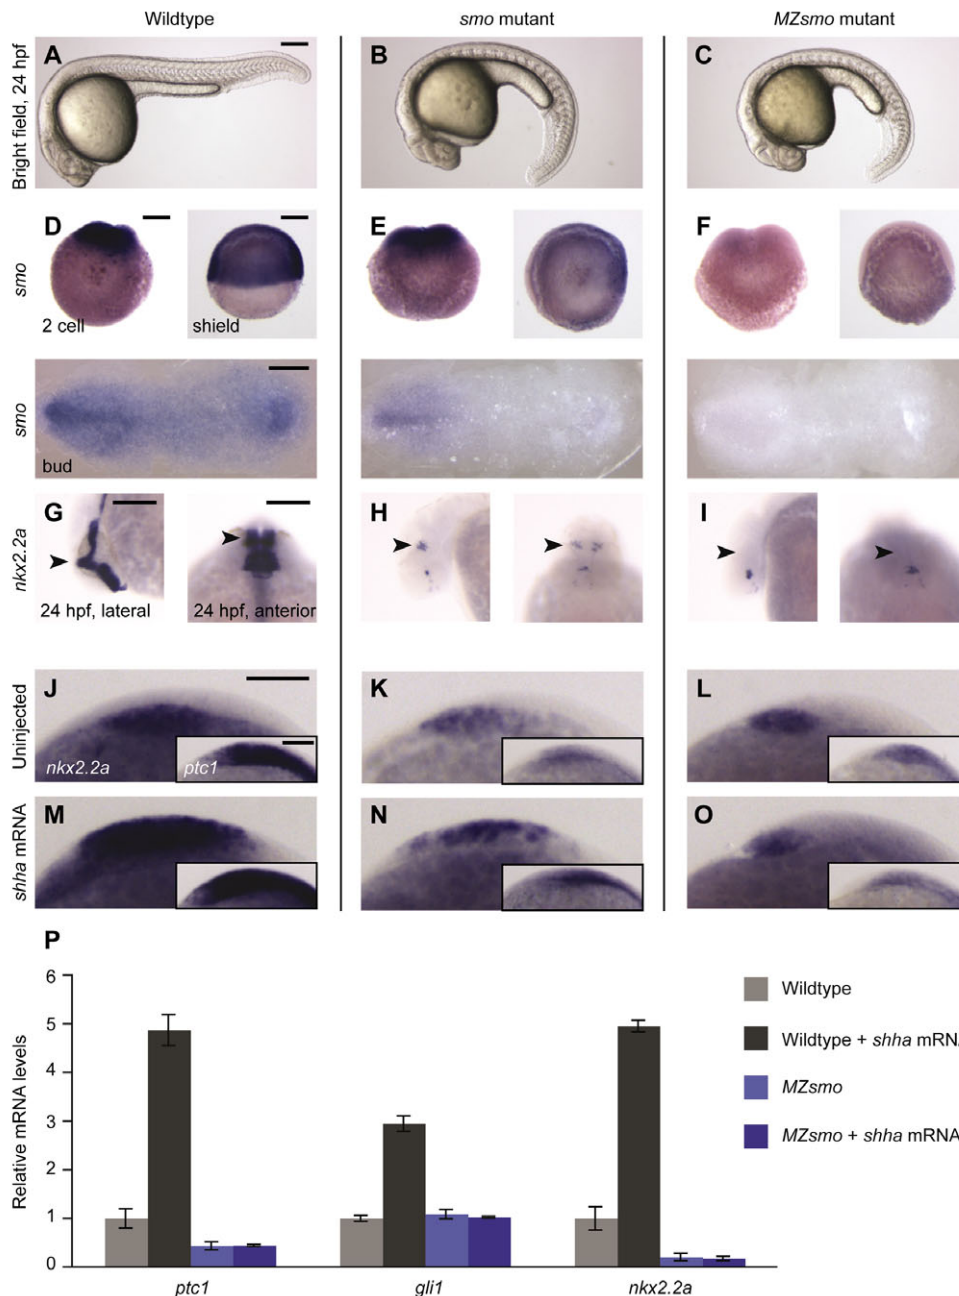 Wildtype
smo mutant
MZsmo mutant
Bright field, 24 hpf
A
B
C
smo
D
E
F
2 cell
shield
smo
bud
nkx2.2a
G
H
I
24 hpf, lateral
24 hpf, anterior
Uninjected
J
K
L
nkx2.2a
ptc1
shha mRNA
M
N
O
P
Relative mRNA levels
6
5
4
3
2
1
0
ptc1
gli1
nkx2.2a
Wildtype
Wildtype + shha mRNA
MZsmo
MZsmo + shha mRNA